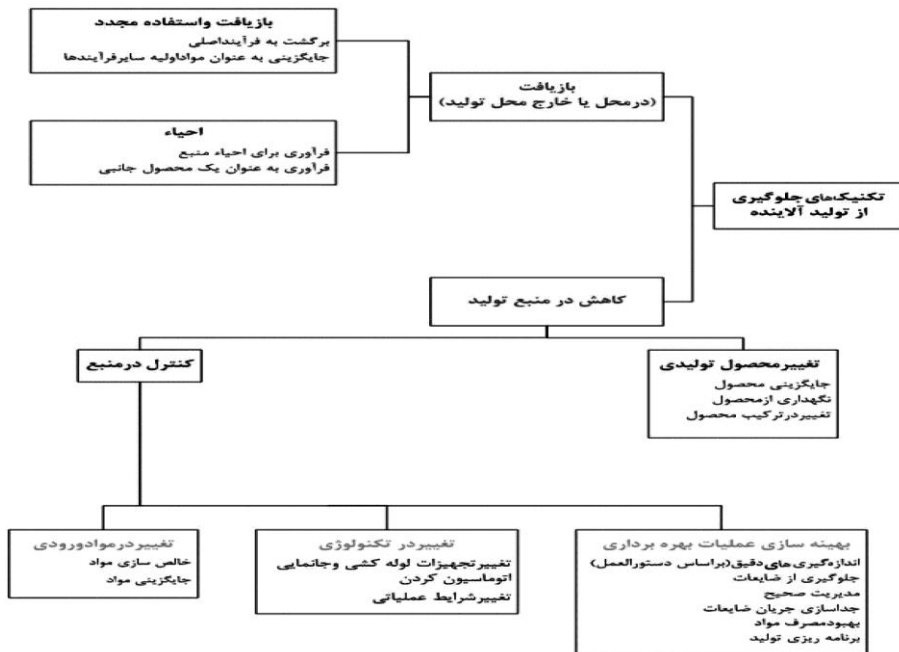 بازیافت واستفاده مجدد
برگشت به فرآینداصلی
جایگزینی به عنوان مواداولیه سایرفرآیندها
بازیافت
(درمحل یا خارج محل تولید)
احیاء
فرآوری برای احیاء منبع
فرآوری به عنوان یک محصول جانبی
تکنیک‌های جلوگیری
از تولید آلاینده
کاهش در منبع تولید
تغییرمحصول تولیدی
جایگزینی محصول
نگهداری ازمحصول
تغییردرترکیب محصول
کنترل درمنبع
بهینه سازی عملیات بهره برداری
اندازه‌گیری‌های دقیق(براساس دستورالعمل)
جلوگیری از ضایعات
مدیریت صحیح
جداسازی جریان ضایعات
بهبودمصرف مواد
برنامه ریزی تولید
تغییردر تکنولوژی
تغییرتجهیزات لوله کشی وجانمایی
اتوماسیون کردن
تغییرشرایط عملیاتی
تغییردرموادورودی
خالص سازی مواد
جایگزینی مواد